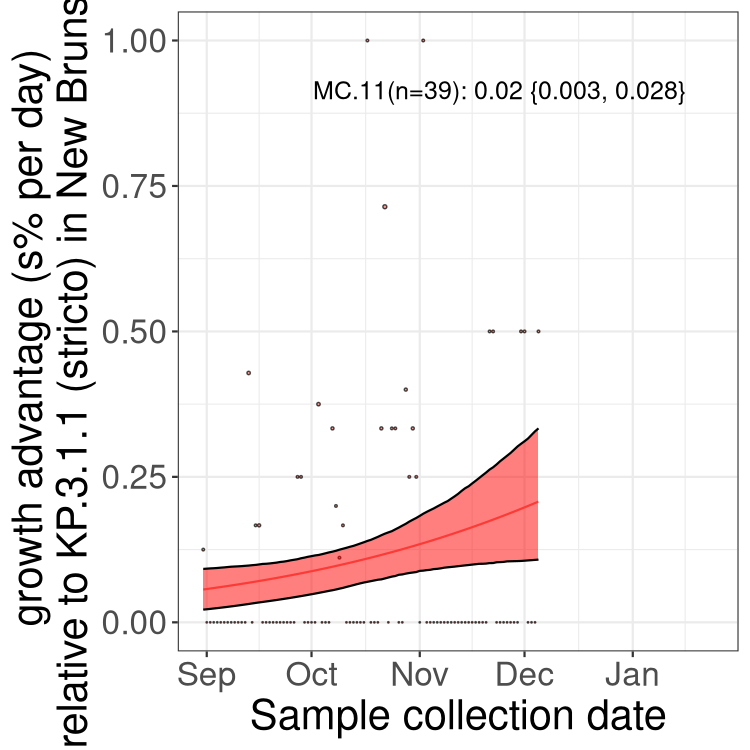 growth advantage (s% per day)
relative to KP.3.1.1 (stricto) in New Bruns
1.00
0.75
0.50
0.25
0.00
MC.11(n=39): 0.02 {0.003, 0.028}
Sep Oct Nov Dec Jan
Sample collection date